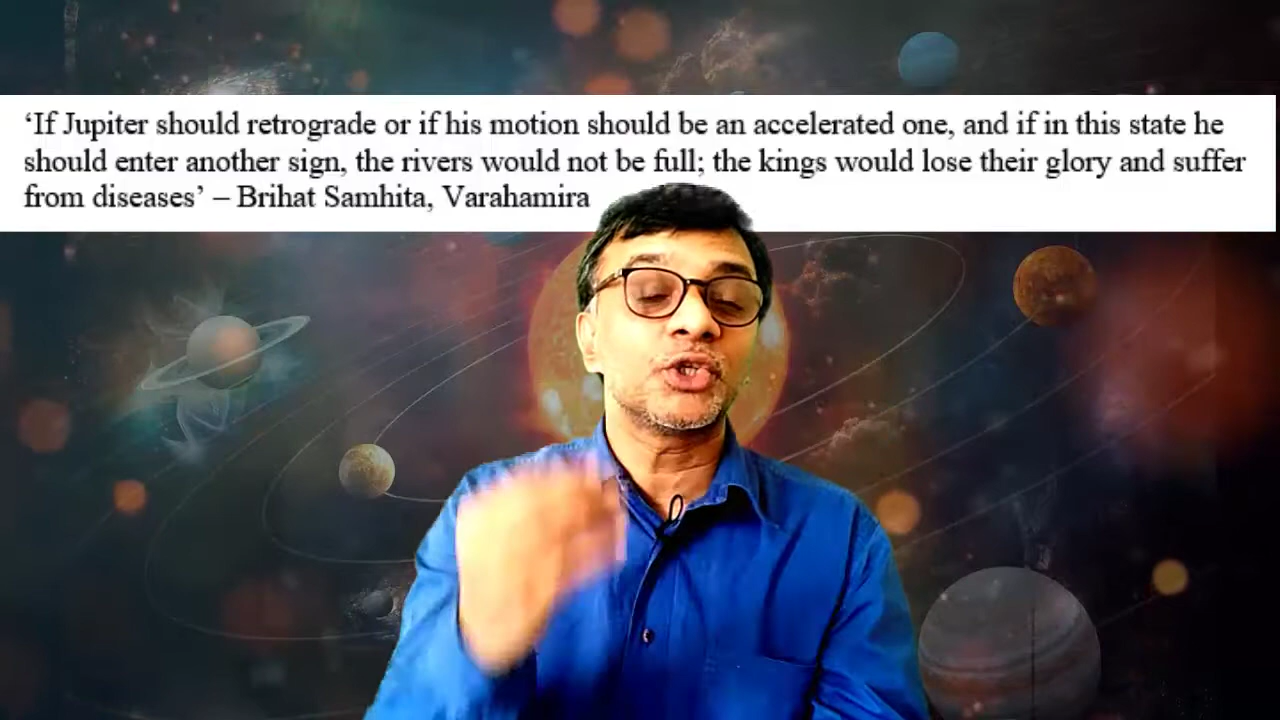 ‘If Jupiter should retrograde or if his motion should be an accelerated one, and if in this state he
should enter another sign, the rivers would not be full; the kings would lose their glory and suffer
from diseases’ – Brihat Samhita, Varahamira